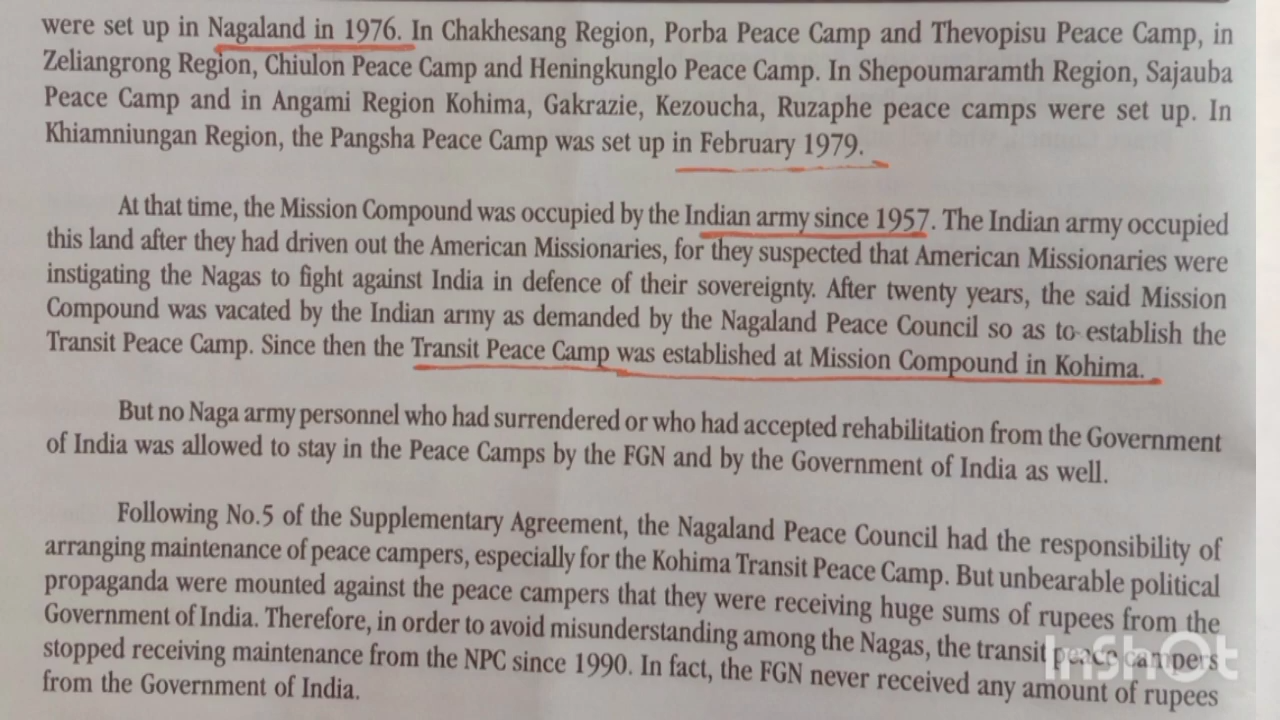 were set up in Nagaland in 1976. In Chakhesang Region, Porba Peace Camp and Thevopisu Peace Camp, in
Zeliangrong Region, Chiulon Peace Camp and Heningkunglo Peace Camp. In Shepoumaramth Region, Sajauba
Peace Camp and in Angami Region Kohima, Gakrazie, Kezoucha, Ruzaphe peace camps were set up. In
Khiamniungan Region, the Pangsha Peace Camp was set up in February 1979.
At that time, the Mission Compound was occupied by the Indian army since 1957. The Indian army occupied
this land after they had driven out the American Missionaries, for they suspected that American Missionaries were
instigating the Nagas to fight against India in defence of their sovereignty. After twenty years, the said Mission
Compound was vacated by the Indian army as demanded by the Nagaland Peace Council so as to establish the
Transit Peace Camp. Since then the Transit Peace Camp was established at Mission Compound in Kohima.
But no Naga army personnel who had surrendered or who had accepted rehabilitation from the Government
of India was allowed to stay in the Peace Camps by the FGN and by the Government of India as well.
Following No.5 of the Supplementary Agreement, the Nagaland Peace Council had the responsibility of
arranging maintenance of peace campers, especially for the Kohima Transit Peace Camp. But unbearable political
propaganda were mounted against the peace campers that they were receiving huge sums of rupees from the
Government of India. Therefore, in order to avoid misunderstanding among the Nagas, the transit peace campers
stopped receiving maintenance from the NPC since 1990. In fact, the FGN never received any amount of rupees
from the Government of India.
InShOt